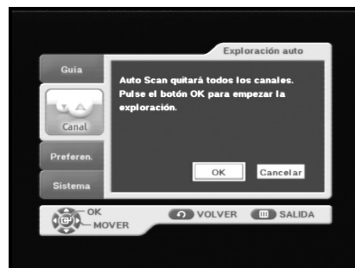 Exploración auto
Guía
Auto Scan quitará todos los canales.
Pulse el botón OK para empezar la
exploración.
Canal
Preferen.
OK
Cancelar
Sistema
OK
MOVER
VOLVER
SALIDA